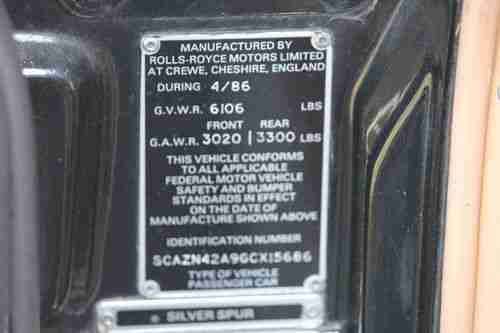 MANUFACTURED BY
ROLLS-ROYCE MOTORS LIMITED
AT CREWE, CHESHIRE, ENGLAND
DURING 4/86
G.V.W.R. 6106 LBS
FRONT REAR
G.A.W.R. 3020 | 3300 LBS
THIS VEHICLE CONFORMS
TO ALL APPLICABLE
FEDERAL MOTOR VEHICLE
SAFETY AND BUMPER
STANDARDS IN EFFECT
ON THE DATE OF
MANUFACTURE SHOWN ABOVE
IDENTIFICATION NUMBER
SCAZN42A9GCX15686
TYPE OF VEHICLE
PASSENGER CAR
SILVER SPUR